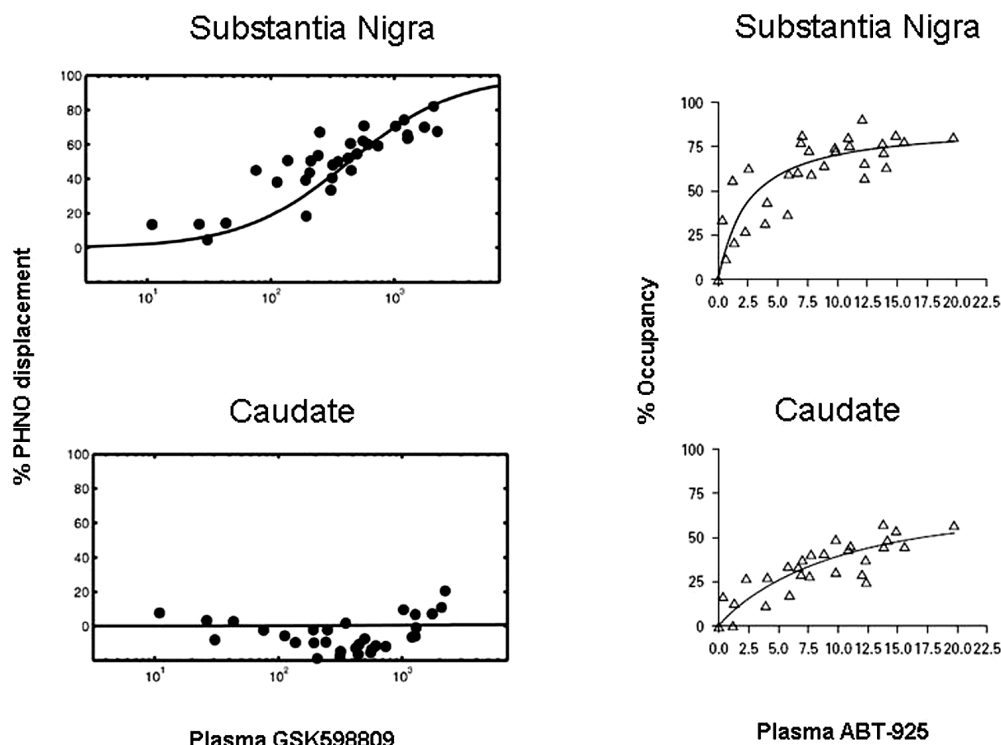 Substantia Nigra
100
80
60
40
20
0
10¹ 10² 10³
Caudate
100
80
60
40
20
0
10¹ 10² 10³
% PHNO displacement
Plasma GSK598809
Substantia Nigra
100
75
50
25
0
0.0 2.5 5.0 7.5 10.0 12.5 15.0 17.5 20.0 22.5
Caudate
100
75
50
25
0
0.0 2.5 5.0 7.5 10.0 12.5 15.0 17.5 20.0 22.5
% Occupancy
Plasma ABT-925